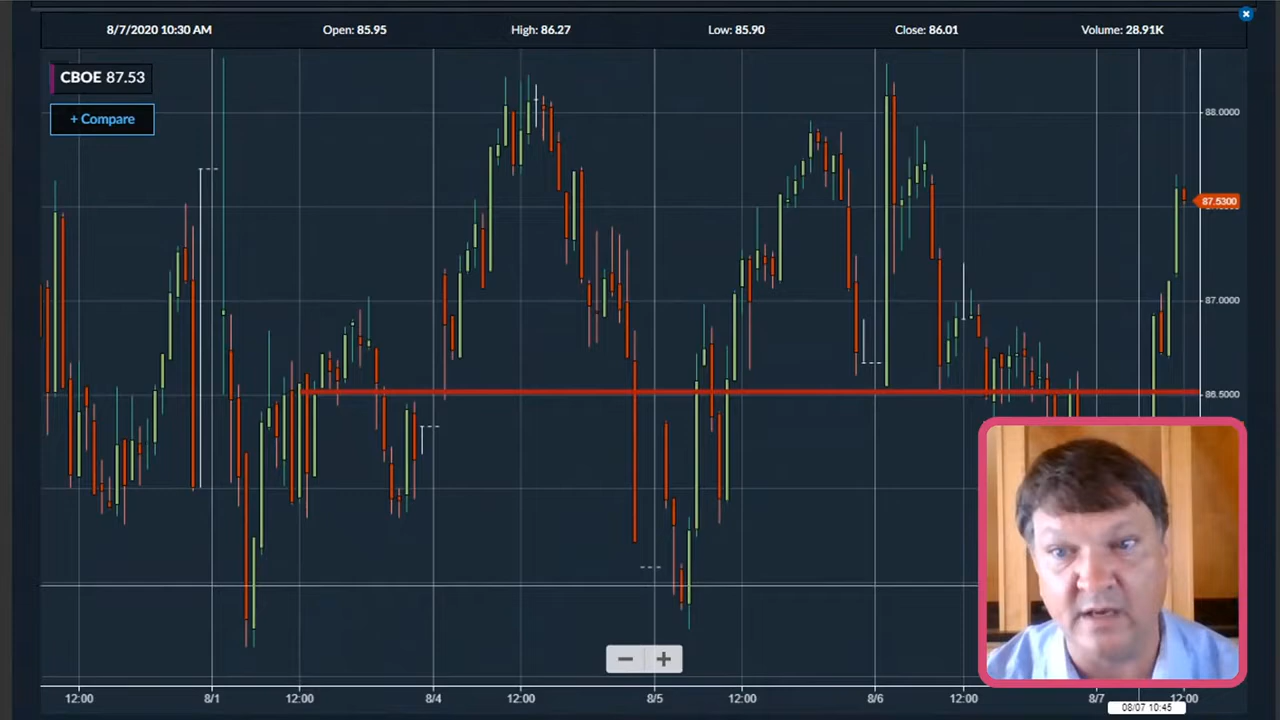 8/7/2020 10:30 AM Open: 85.95 High: 86.27 Low: 85.90 Close: 86.01 Volume: 28.91K
CBOE 87.53
+ Compare
88.0000
87.5300
87.0000
86.5000
12:00 8/1 12:00 8/4 12:00 8/5 12:00 8/6 12:00 8/7 12:00
08/07 10:45